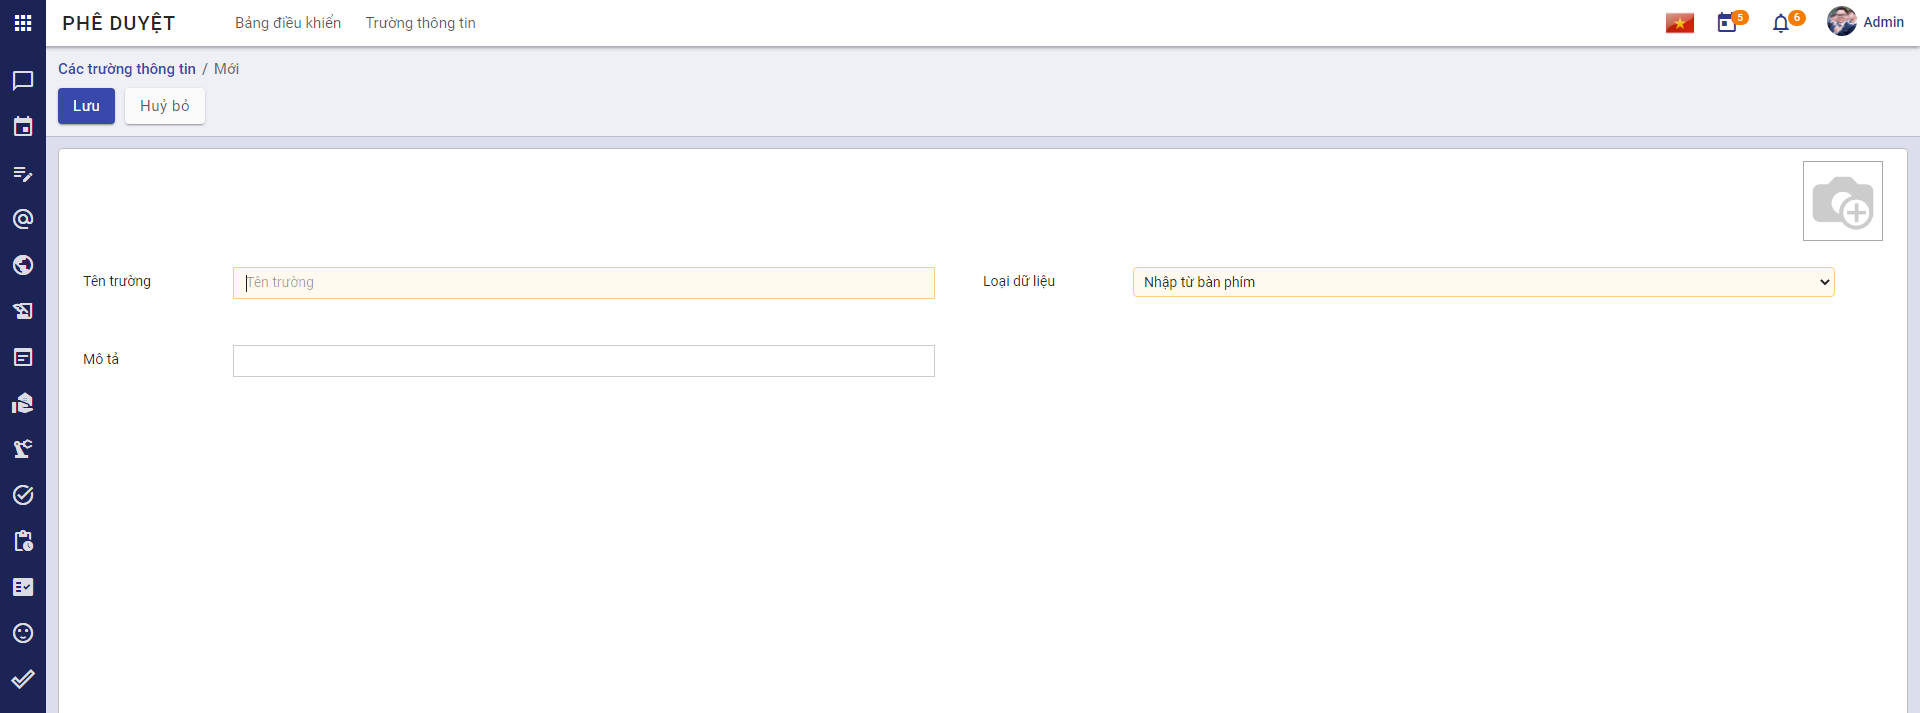 PHÊ DUYỆT Bảng điều khiển Trường thông tin 5 6 Admin
Các trường thông tin / Mới
Lưu Huỷ bỏ
Tên trường Tên trường Loại dữ liệu Nhập từ bàn phím
Mô tả